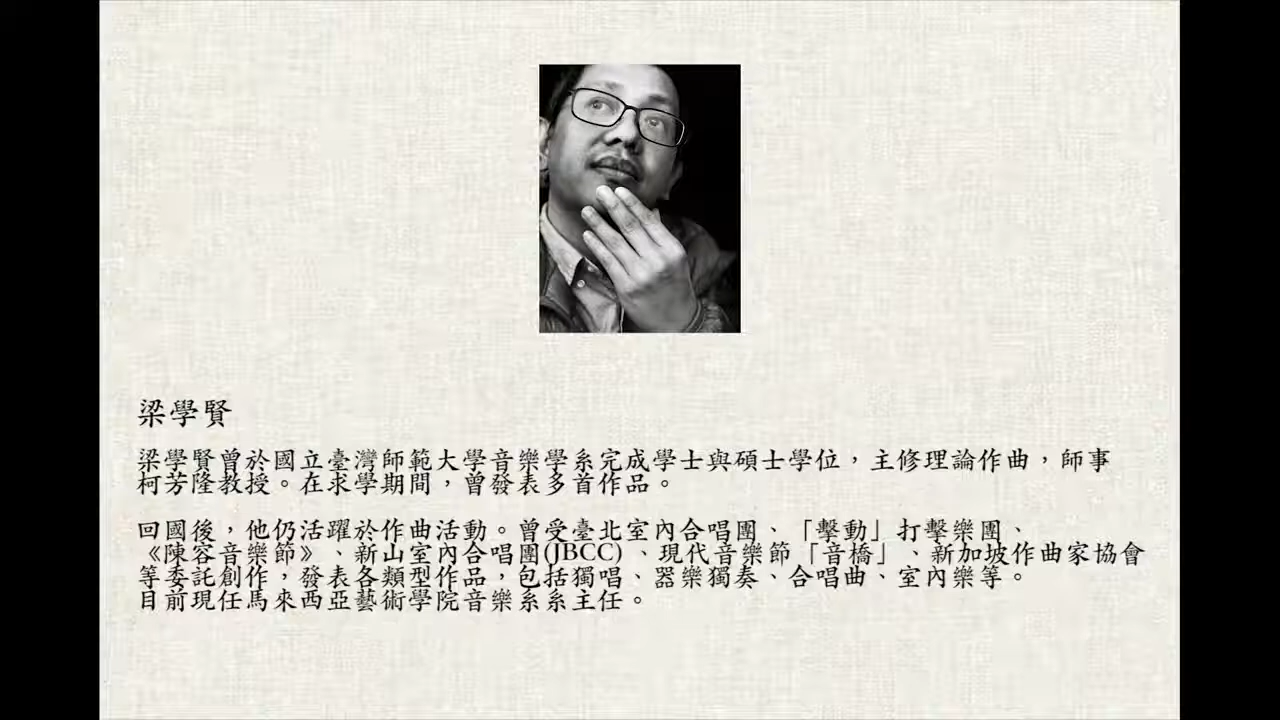 梁學賢
梁學賢曾於國立臺灣師範大學音樂學系完成學士與碩士學位，主修理論作曲，師事
柯芳隆教授。在求學期間，曾發表多首作品。
回國後，他仍活躍於作曲活動。曾受臺北室內合唱團、「擊動」打擊樂團、
《陳容音樂節》、新山室內合唱團(JBCC) 、現代音樂節「音橋」、新加坡作曲家協會
等委託創作，發表各類型作品，包括獨唱、器樂獨奏、合唱曲、室內樂等。
目前現任馬來西亞藝術學院音樂系系主任。